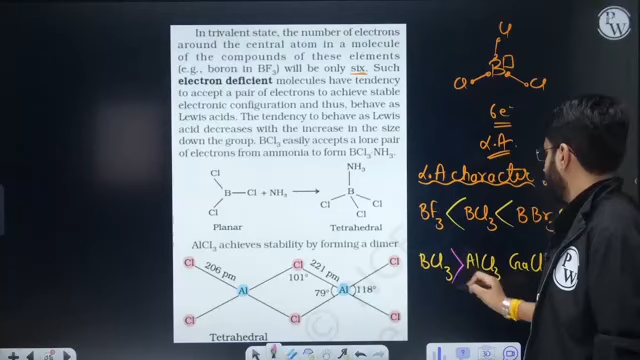 In trivalent state, the number of electrons
around the central atom in a molecule
of the compounds of these elements
(e.g., boron in BF3) will be only six. Such
electron deficient molecules have tendency
to accept a pair of electrons to achieve stable
electronic configuration and thus, behave as
Lewis acids. The tendency to behave as Lewis
acid decreases with the increase in the size
down the group. BCl3 easily accepts a lone pair
of electrons from ammonia to form BCl3.NH3.
Cl
B—Cl + NH3 ⟶
Cl
Planar
NH3
B
Cl Cl
Cl
Tetrahedral
AlCl3 achieves stability by forming a dimer
Cl Cl Cl
206 pm 221 pm
101°
Al 79° Al 118°
Cl Cl Cl
Tetrahedral
Cl
B
Cl Cl
6e-
L.A
L.A character
BF3 < BCl3 < BBr
BCl3 > AlCl3 GaCl
PW
PW